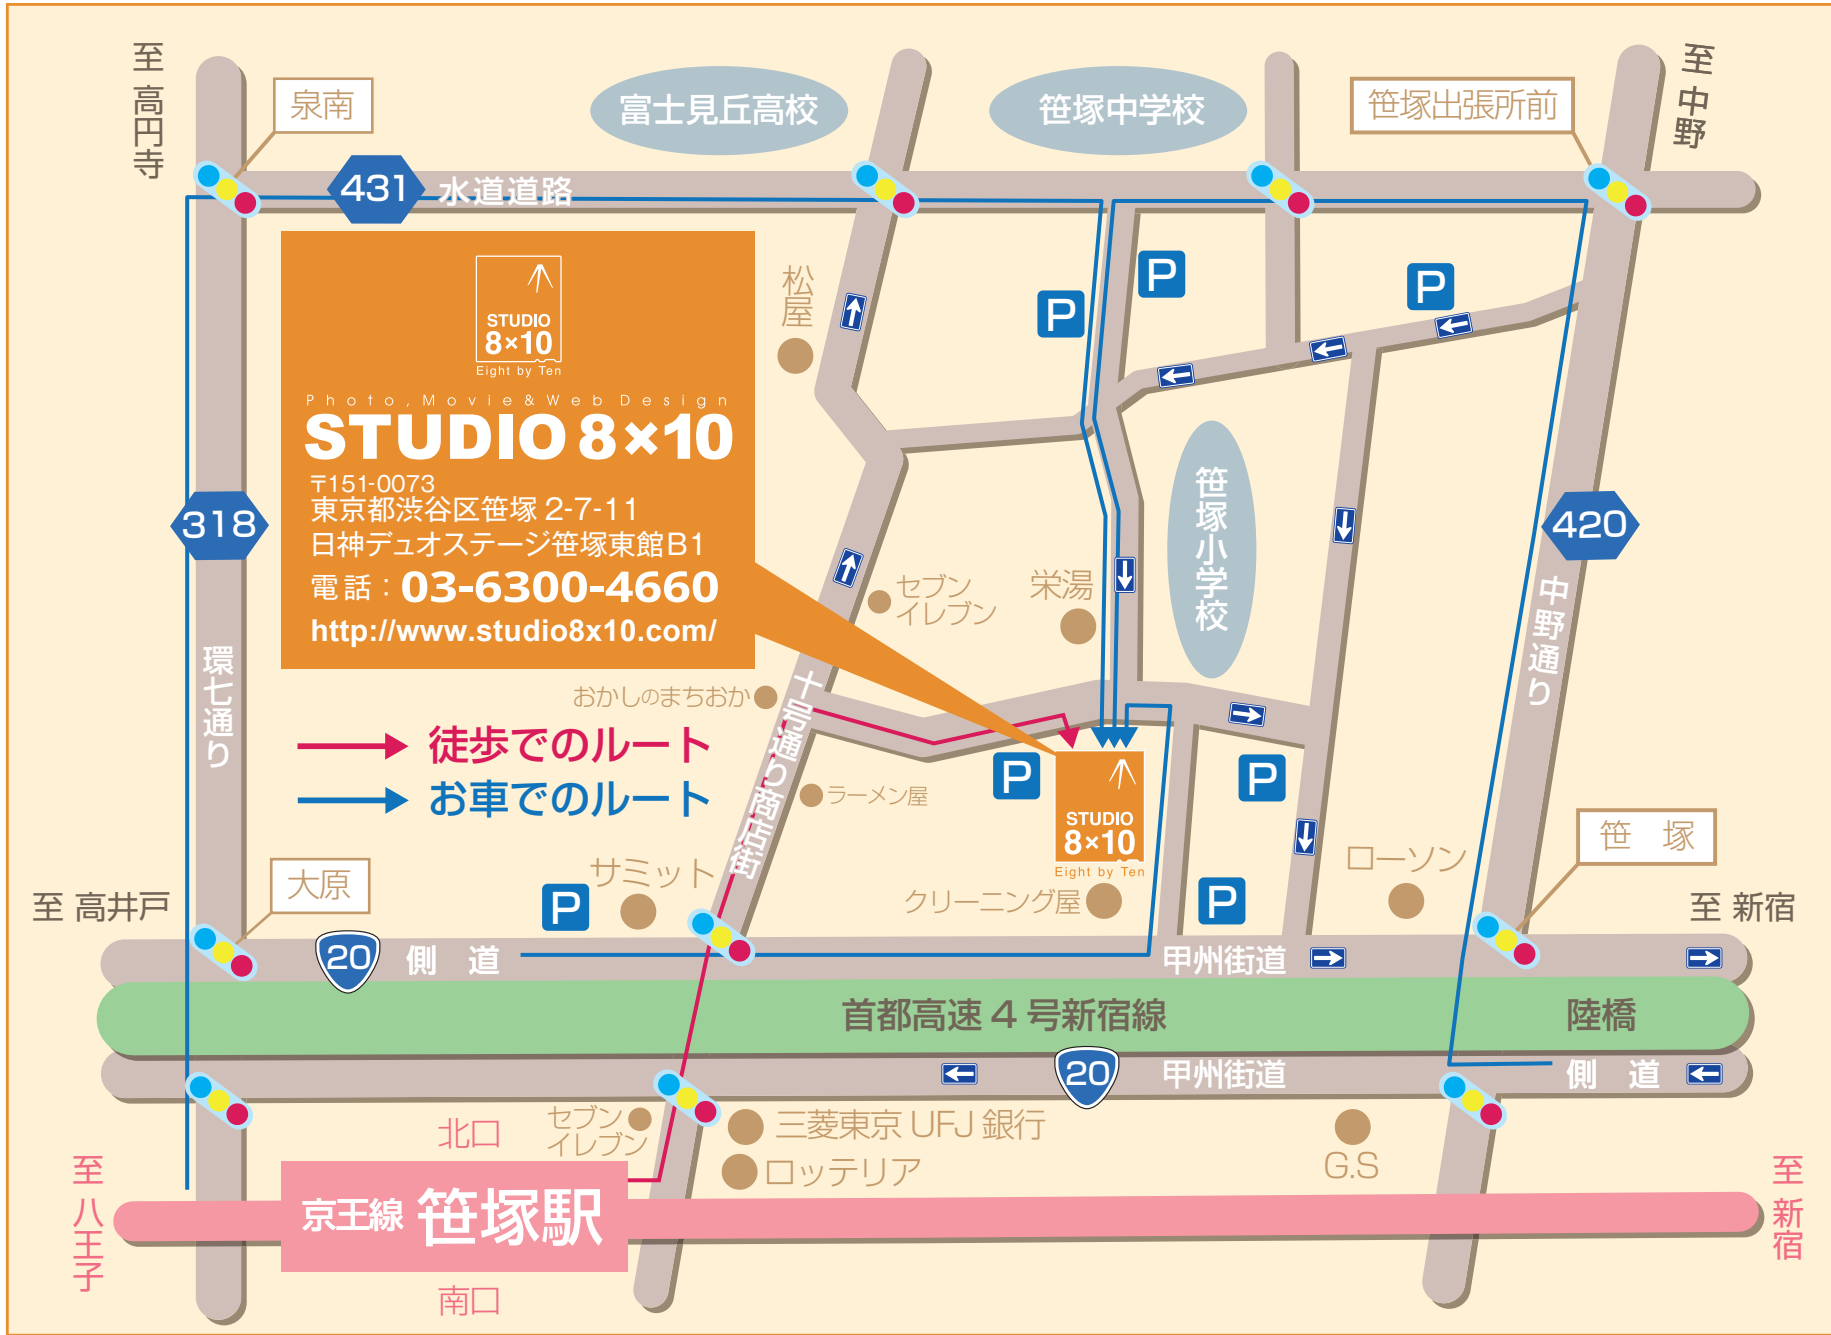 至 高円寺
泉南
富士見丘高校
笹塚中学校
笹塚出張所前
至 中野
431
水道道路
STUDIO
8×10
Eight by Ten
Photo,Movie&Web Design
STUDIO 8×10
〒151-0073
東京都渋谷区笹塚 2-7-11
日神デュオステージ笹塚東館B1
電話：03-6300-4660
http://www.studio8x10.com/
松屋
P
P
P
318
420
笹塚小学校
セブン
イレブン
栄湯
環七通り
中野通り
おかしのまちおか
十号通り商店街
徒歩でのルート
お車でのルート
ラーメン屋
P
P
STUDIO
8×10
Eight by Ten
サミット
ローソン
笹 塚
大原
至 高井戸
P
クリーニング屋
P
至 新宿
20
側 道
甲州街道
首都高速 4 号新宿線
陸橋
20
甲州街道
側 道
北口
セブン
イレブン
三菱東京 UFJ 銀行
ロッテリア
G.S
至 八王子
京王線 笹塚駅
至 新宿
南口